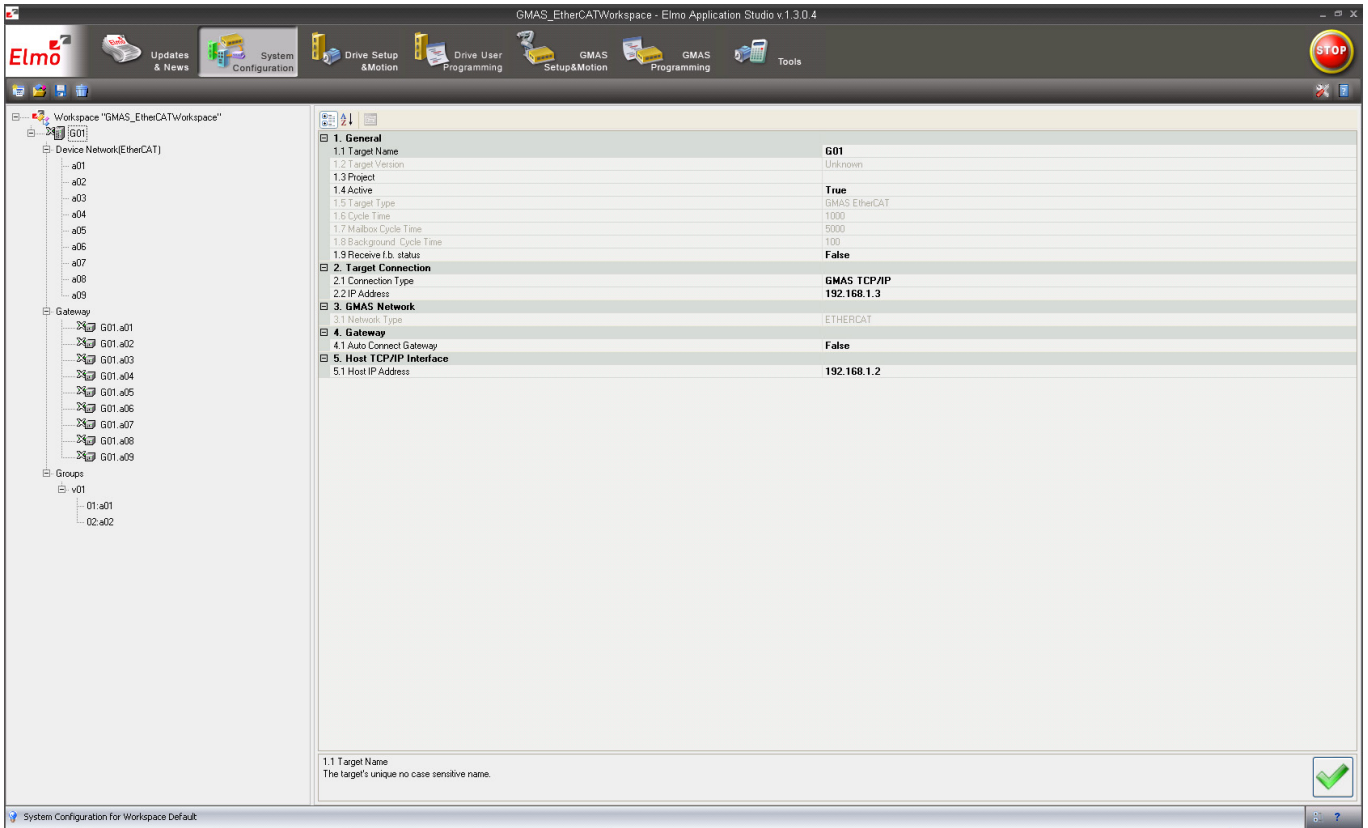 GMAS_EtherCATWorkspace - Elmo Application Studio v.1.3.0.4
Elmo
Updates
& News
System
Configuration
Drive Setup
&Motion
Drive User
Programming
GMAS
Setup&Motion
GMAS
Programming
Tools
STOP
Workspace "GMAS_EtherCATWorkspace"
G01
Device Network(EtherCAT)
a01
a02
a03
a04
a05
a06
a07
a08
a09
Gateway
G01.a01
G01.a02
G01.a03
G01.a04
G01.a05
G01.a06
G01.a07
G01.a08
G01.a09
Groups
v01
01:a01
02:a02
1. General
1.1 Target Name G01
1.2 Target Version Unknown
1.3 Project
1.4 Active True
1.5 Target Type GMAS EtherCAT
1.6 Cycle Time 1000
1.7 Mailbox Cycle Time 5000
1.8 Background Cycle Time 100
1.9 Receive f.b. status False
2. Target Connection
2.1 Connection Type GMAS TCP/IP
2.2 IP Address 192.168.1.3
3. GMAS Network
3.1 Network Type ETHERCAT
4. Gateway
4.1 Auto Connect Gateway False
5. Host TCP/IP Interface
5.1 Host IP Address 192.168.1.2
1.1 Target Name
The target's unique no case sensitive name.
System Configuration for Workspace Default